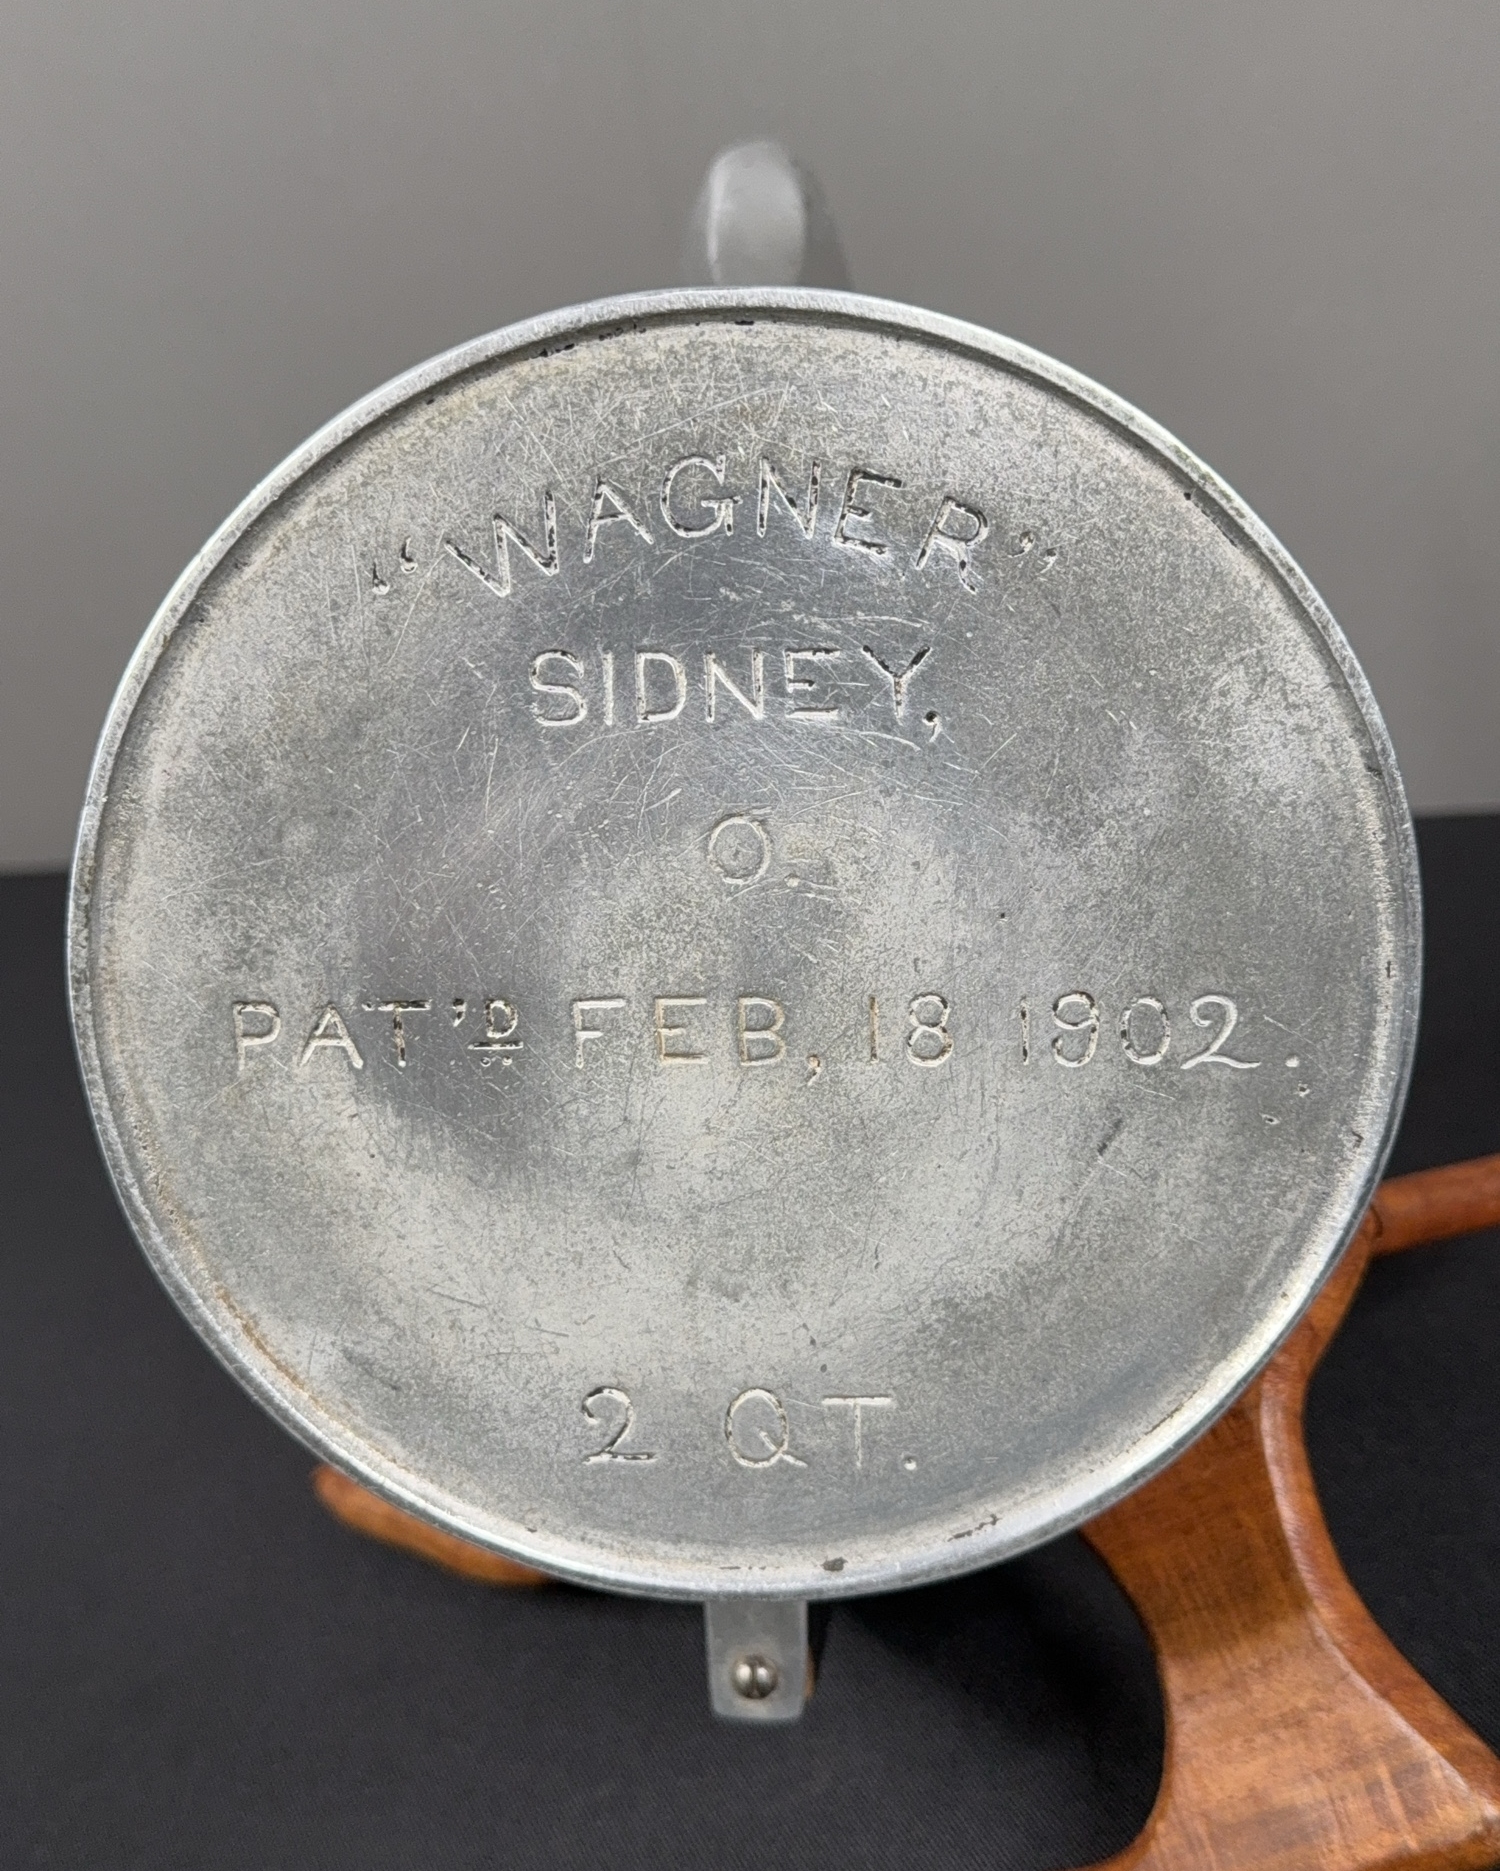 “WAGNER”
SIDNEY,
O.
PAT'D FEB, 18 1902.
2 QT.